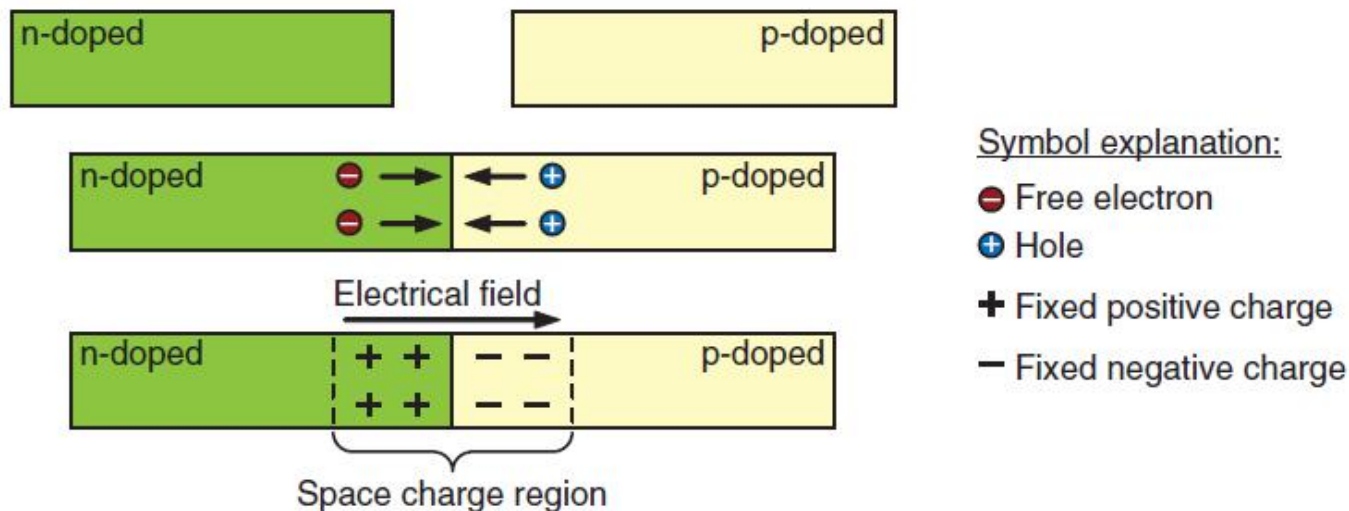 n-doped
p-doped
n-doped
p-doped
Electrical field
n-doped
p-doped
Space charge region
Symbol explanation:
Free electron
Hole
Fixed positive charge
Fixed negative charge